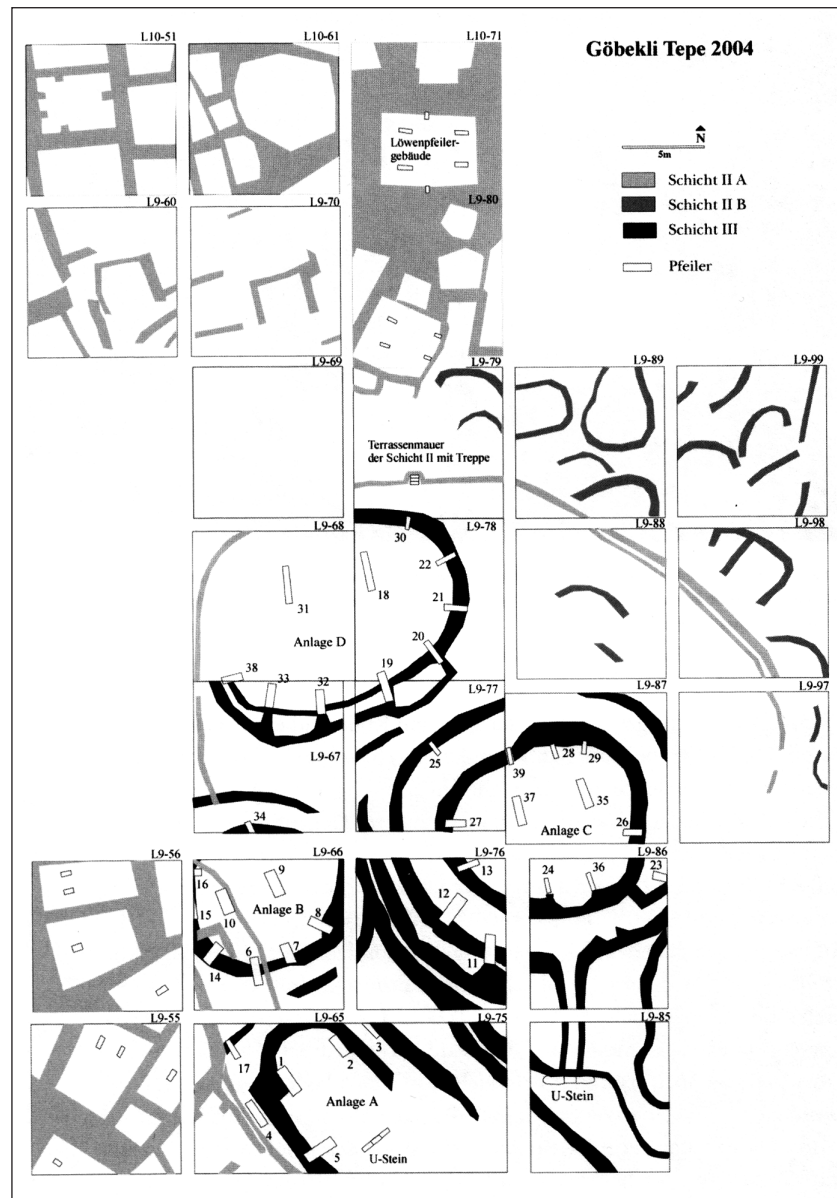 L10-51
L10-61
L10-71
Göbekli Tepe 2004
N
5m
Schicht II A
Schicht II B
Schicht III
Pfeiler
Löwenpfeiler-
gebäude
L9-60
L9-70
L9-80
L9-69
L9-79
L9-89
L9-99
Terrassenmauer
der Schicht II mit Treppe
L9-68
L9-78
L9-88
L9-98
30
22
18
31
21
Anlage D
20
38
33
32
19
L9-77
L9-87
L9-97
L9-67
25
39
28
29
37
35
34
27
Anlage C
26
L9-56
L9-66
L9-76
L9-86
16
9
13
24
36
23
15
10
Anlage B
8
12
14
6
7
11
L9-55
L9-65
L9-75
L9-85
17
1
2
3
4
Anlage A
5
U-Stein
U-Stein